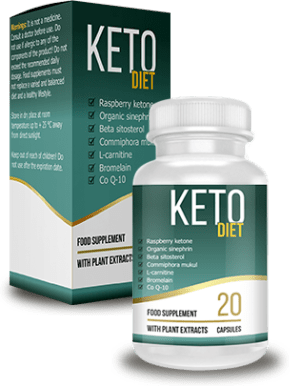 Warnings: It is not a medicine.
Consult a doctor before use. Do
not use if allergic to any of the
components of the product! Do not
exceed the recommended daily
dosage. Food supplements must
not replace a varied and balanced
diet and a healthy lifestyle.
Store in dry place at room
temperature up to + 25 °C away
from direct sunlight.
Keep out of reach of children! Do
not use after the expiration date.
KETO
DIET
Raspberry ketone
Organic sinephrin
Beta sitosterol
Commiphora mukul
L-carnitine
Bromelain
Co Q-10
FOOD SUPPLEMENT
WITH PLANT EXTRACTS
KETO
DIET
Raspberry ketone
Organic sinephrin
Beta sitosterol
Commiphora mukul
L-carnitine
Bromelain
Co Q-10
FOOD SUPPLEMENT
WITH PLANT EXTRACTS
20
CAPSULES